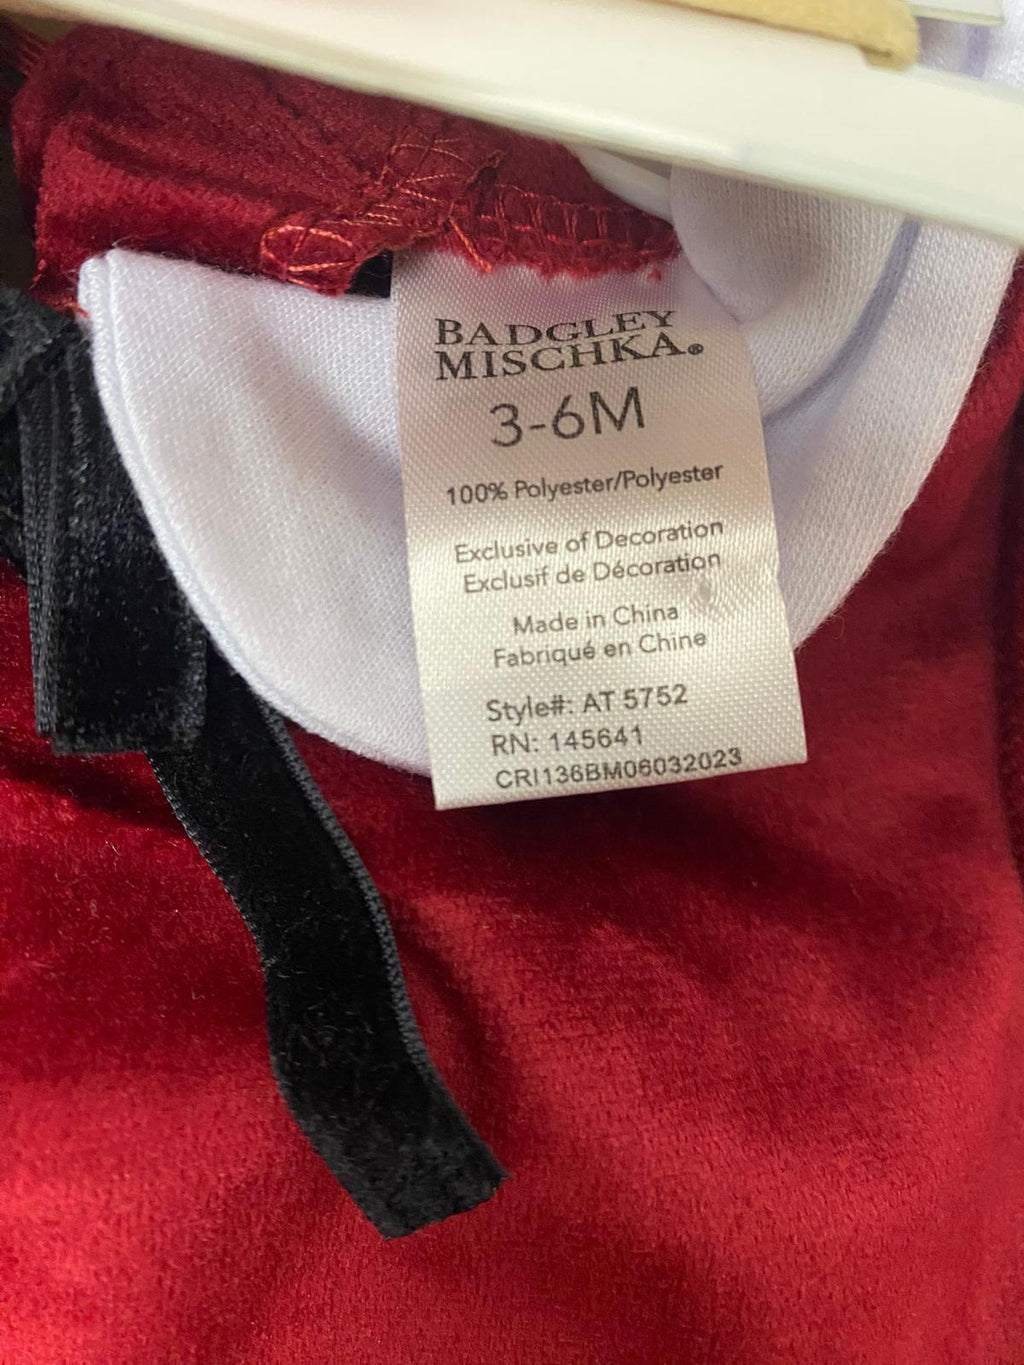 BADGLEY
MISCHKA®
3-6M
100% Polyester/Polyester
Exclusive of Decoration
Exclusif de Décoration
Made in China
Fabriqué en Chine
Style#: AT 5752
RN: 145641
CRI136BM06032023